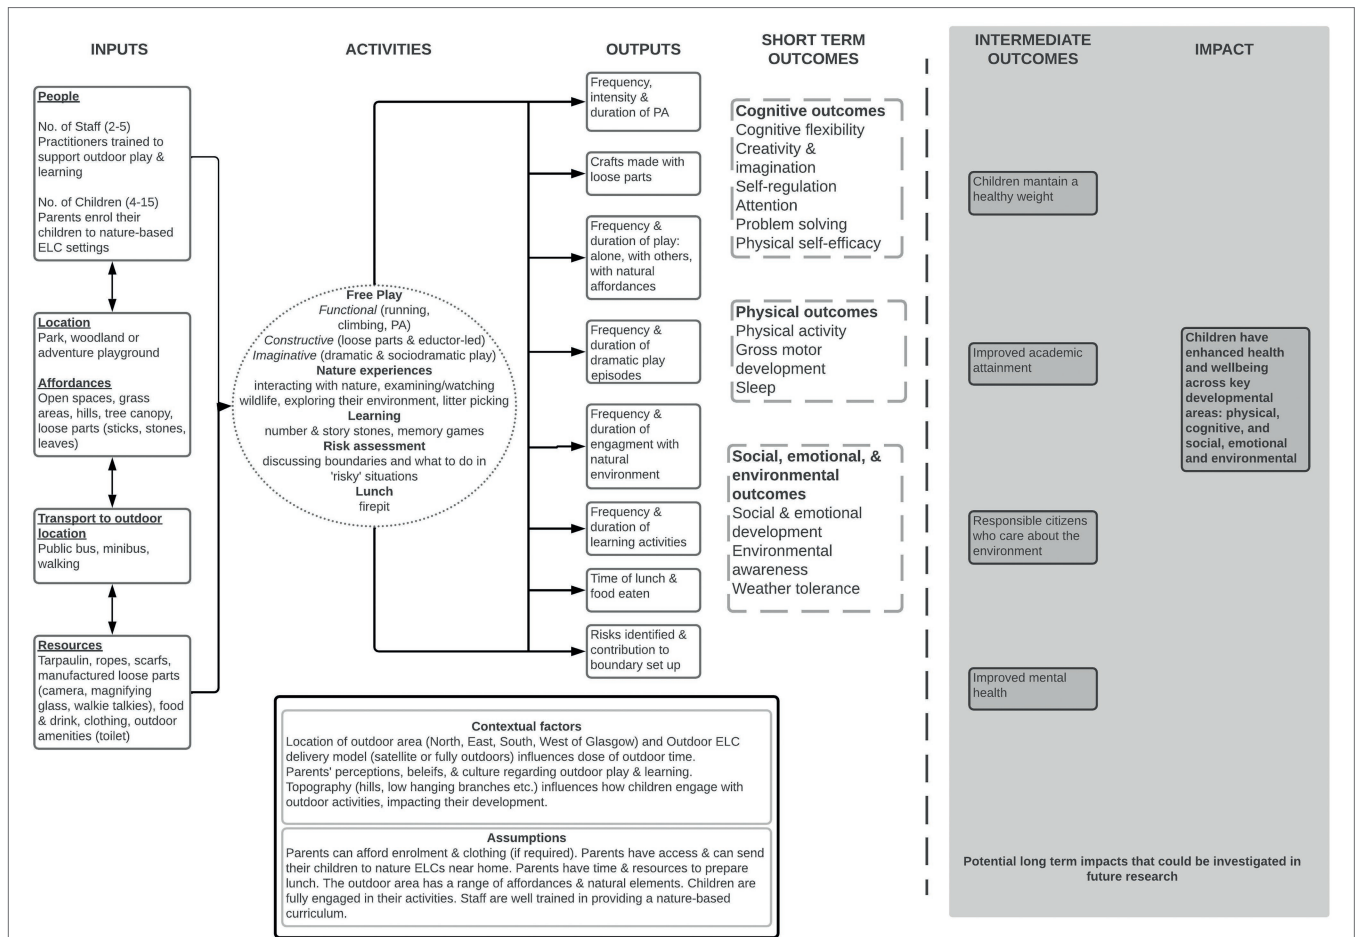 INPUTS
People
No. of Staff (2-5)
Practitioners trained to
support outdoor play &
learning
No. of Children (4-15)
Parents enrol their
children to nature-based
ELC settings
Location
Park, woodland or
adventure playground
Affordances
Open spaces, grass
areas, hills, tree canopy,
loose parts (sticks, stones,
leaves)
Transport to outdoor
location
Public bus, minibus,
walking
Resources
Tarpaulin, ropes, scarfs,
manufactured loose parts
(camera, magnifying
glass, walkie talkies), food
& drink, clothing, outdoor
amenities (toilet)
ACTIVITIES
Free Play
Functional (running,
climbing, PA)
Constructive (loose parts & eductor-led)
Imaginative (dramatic & sociodramatic play)
Nature experiences
interacting with nature, examining/watching
wildlife, exploring their environment, litter picking
Learning
number & story stones, memory games
Risk assessment
discussing boundaries and what to do in
'risky' situations
Lunch
firepit
OUTPUTS
Frequency,
intensity &
duration of PA
Crafts made with
loose parts
Frequency &
duration of play:
alone, with others,
with natural
affordances
Frequency &
duration of
dramatic play
episodes
Frequency &
duration of
engagment with
natural
environment
Frequency &
duration of
learning activities
Time of lunch &
food eaten
Risks identified &
contribution to
boundary set up
SHORT TERM
OUTCOMES
Cognitive outcomes
Cognitive flexibility
Creativity &
imagination
Self-regulation
Attention
Problem solving
Physical self-efficacy
Physical outcomes
Physical activity
Gross motor
development
Sleep
Social, emotional, &
environmental
outcomes
Social & emotional
development
Environmental
awareness
Weather tolerance
INTERMEDIATE
OUTCOMES
Children mantain a
healthy weight
Improved academic
attainment
Responsible citizens
who care about the
environment
Improved mental
health
IMPACT
Children have
enhanced health
and wellbeing
across key
developmental
areas: physical,
cognitive, and
social, emotional
and environmental
Potential long term impacts that could be investigated in
future research
Contextual factors
Location of outdoor area (North, East, South, West of Glasgow) and Outdoor ELC
delivery model (satellite or fully outdoors) influences dose of outdoor time.
Parents' perceptions, beleifs, & culture regarding outdoor play & learning.
Topography (hills, low hanging branches etc.) influences how children engage with
outdoor activities, impacting their development.
Assumptions
Parents can afford enrolment & clothing (if required). Parents have access & can send
their children to nature ELCs near home. Parents have time & resources to prepare
lunch. The outdoor area has a range of affordances & natural elements. Children are
fully engaged in their activities. Staff are well trained in providing a nature-based
curriculum.